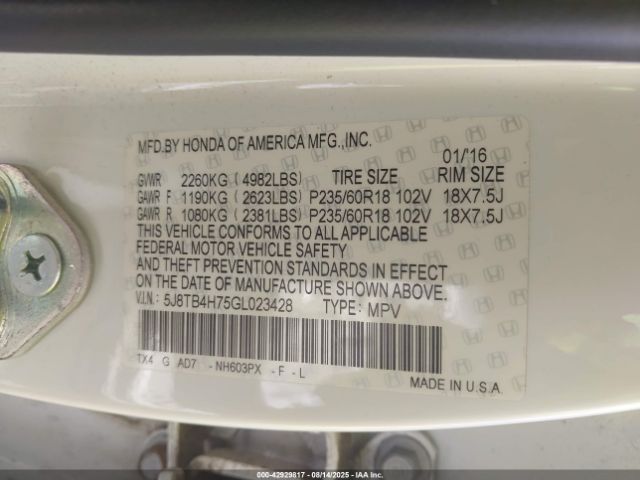 MFD.BY HONDA OF AMERICA MFG.,INC.
01/'16
GVWR 2260KG (4982LBS) TIRE SIZE RIM SIZE
GAWR F 1190KG (2623LBS) P235/60R18 102V 18X7.5J
GAWR R 1080KG (2381LBS) P235/60R18 102V 18X7.5J
THIS VEHICLE CONFORMS TO ALL APPLICABLE
FEDERAL MOTOR VEHICLE SAFETY
AND THEFT PREVENTION STANDARDS IN EFFECT
ON THE DATE OF MANUFACTURE SHOWN ABOVE.
V.I.N.: 5J8TB4H75GL023428 TYPE: MPV
TX4 G AD7 -NH603PX -F -L
MADE IN U.S.A.
000-42929817 | 08/14/2025 | IAA Inc.